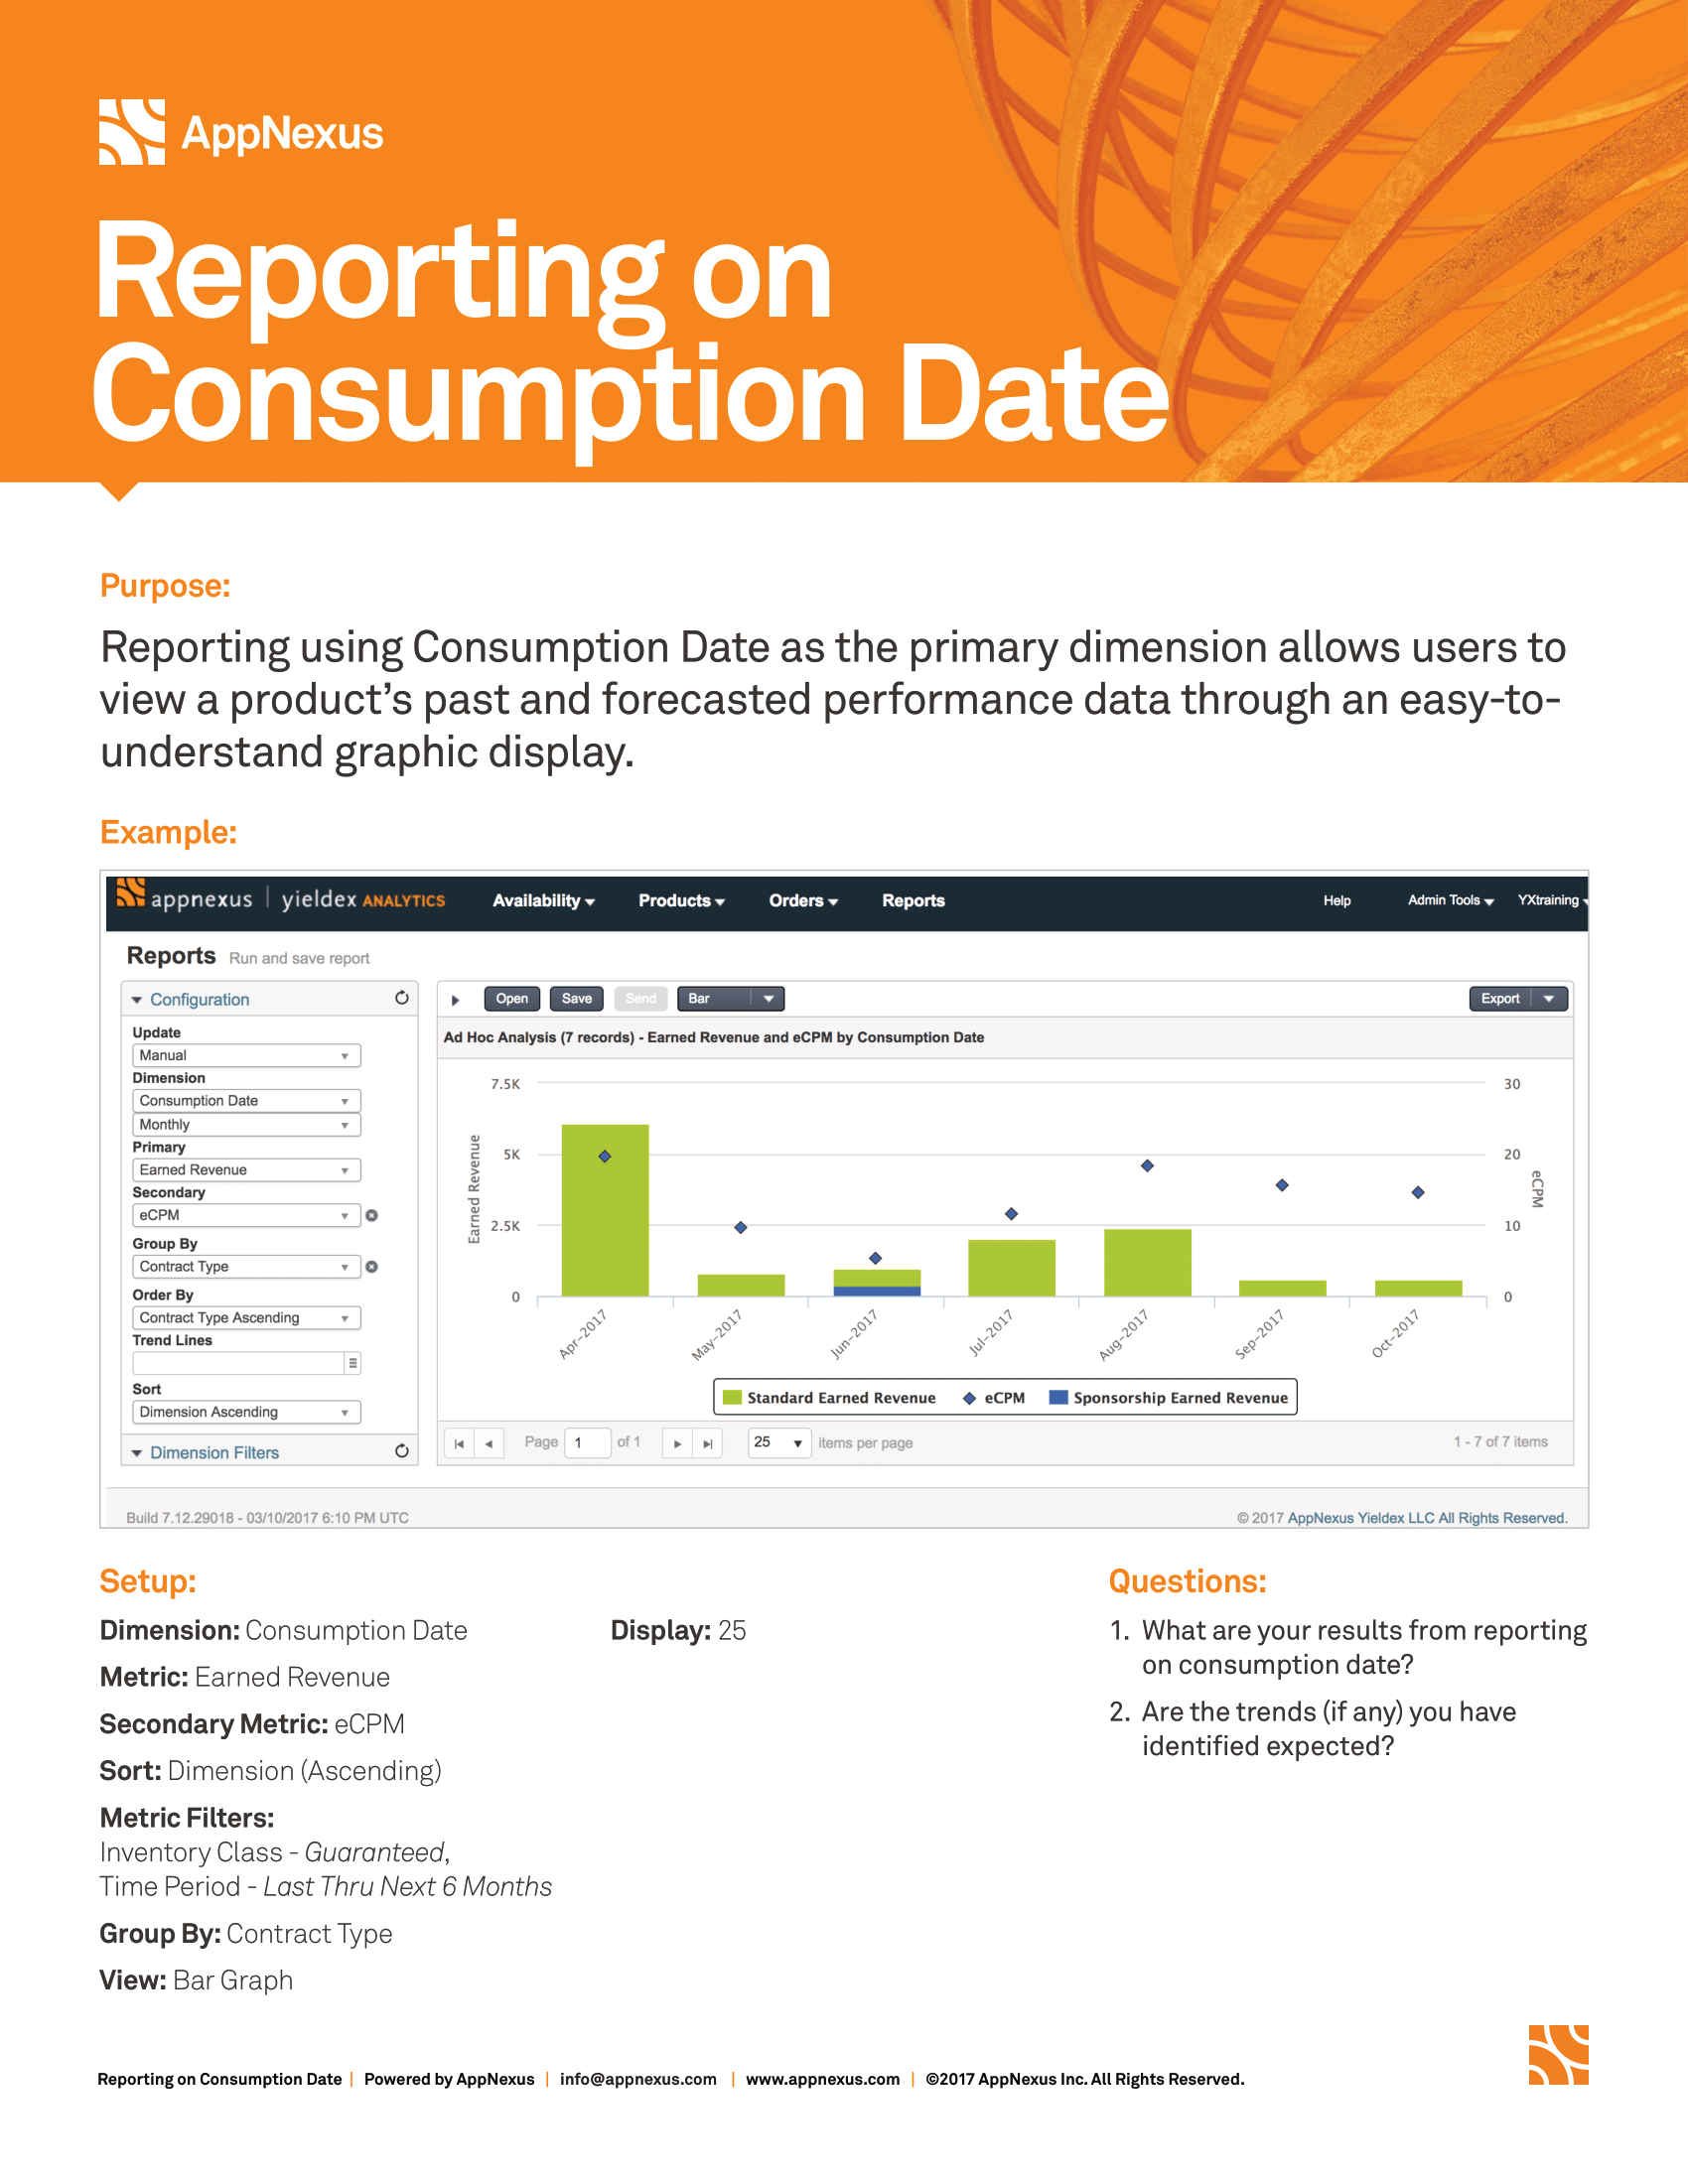 AppNexus
Reporting on
Consumption Date
Purpose:
Reporting using Consumption Date as the primary dimension allows users to
view a product’s past and forecasted performance data through an easy-to-
understand graphic display.
Example:
appnexus | yieldex ANALYTICS Availability Products Orders Reports Help Admin Tools YXtraining
Reports Run and save report
Configuration
Update
Manual
Dimension
Consumption Date
Monthly
Primary
Earned Revenue
Secondary
eCPM
Group By
Contract Type
Order By
Contract Type Ascending
Trend Lines
Sort
Dimension Ascending
Dimension Filters
Open Save Send Bar Export
Ad Hoc Analysis (7 records) - Earned Revenue and eCPM by Consumption Date
Earned Revenue
7.5K
5K
2.5K
0
30
20
10
0
eCPM
Apr-2017 May-2017 Jun-2017 Jul-2017 Aug-2017 Sep-2017 Oct-2017
Standard Earned Revenue eCPM Sponsorship Earned Revenue
Page 1 of 1 25 items per page 1 - 7 of 7 items
Build 7.12.29018 - 03/10/2017 6:10 PM UTC © 2017 AppNexus Yieldex LLC All Rights Reserved.
Setup:
Dimension: Consumption Date
Metric: Earned Revenue
Secondary Metric: eCPM
Sort: Dimension (Ascending)
Metric Filters:
Inventory Class - Guaranteed,
Time Period - Last Thru Next 6 Months
Group By: Contract Type
View: Bar Graph
Display: 25
Questions:
1. What are your results from reporting
on consumption date?
2. Are the trends (if any) you have
identified expected?
Reporting on Consumption Date | Powered by AppNexus | info@appnexus.com | www.appnexus.com | ©2017 AppNexus Inc. All Rights Reserved.